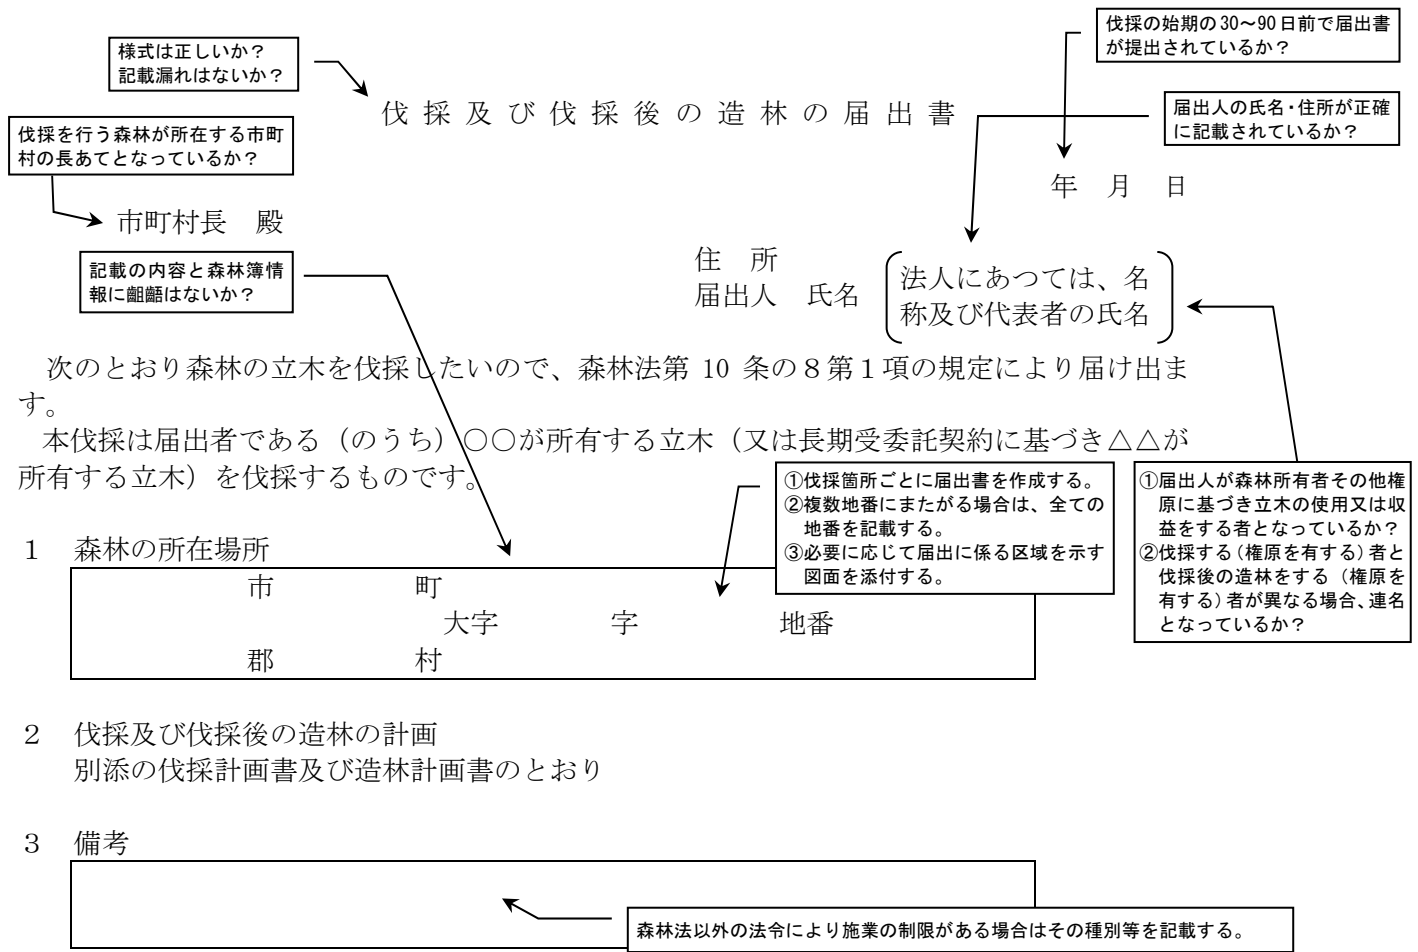 伐採の始期の30～90日前で届出書
が提出されているか？
様式は正しいか？
記載漏れはないか？
伐採及び伐採後の造林の届出書
届出人の氏名・住所が正確
に記載されているか？
伐採を行う森林が所在する市町
村の長あてとなっているか？
年　月　日
市町村長　殿
記載の内容と森林簿情
報に齟齬はないか？
住　所
届出人　氏名
法人にあつては、名
称及び代表者の氏名
次のとおり森林の立木を伐採したいので、森林法第 10 条の８第１項の規定により届け出ま
す。
本伐採は届出者である（のうち）〇〇が所有する立木（又は長期受委託契約に基づき△△が
所有する立木）を伐採するものです。
①伐採箇所ごとに届出書を作成する。
②複数地番にまたがる場合は、全ての
地番を記載する。
③必要に応じて届出に係る区域を示す
図面を添付する。
①届出人が森林所有者その他権
原に基づき立木の使用又は収
益をする者となっているか？
②伐採する（権原を有する）者と
伐採後の造林をする（権原を
有する）者が異なる場合、連名
となっているか？
１　森林の所在場所
市　町
大字　字　地番
郡　村
２　伐採及び伐採後の造林の計画
別添の伐採計画書及び造林計画書のとおり
３　備考
森林法以外の法令により施業の制限がある場合はその種別等を記載する。